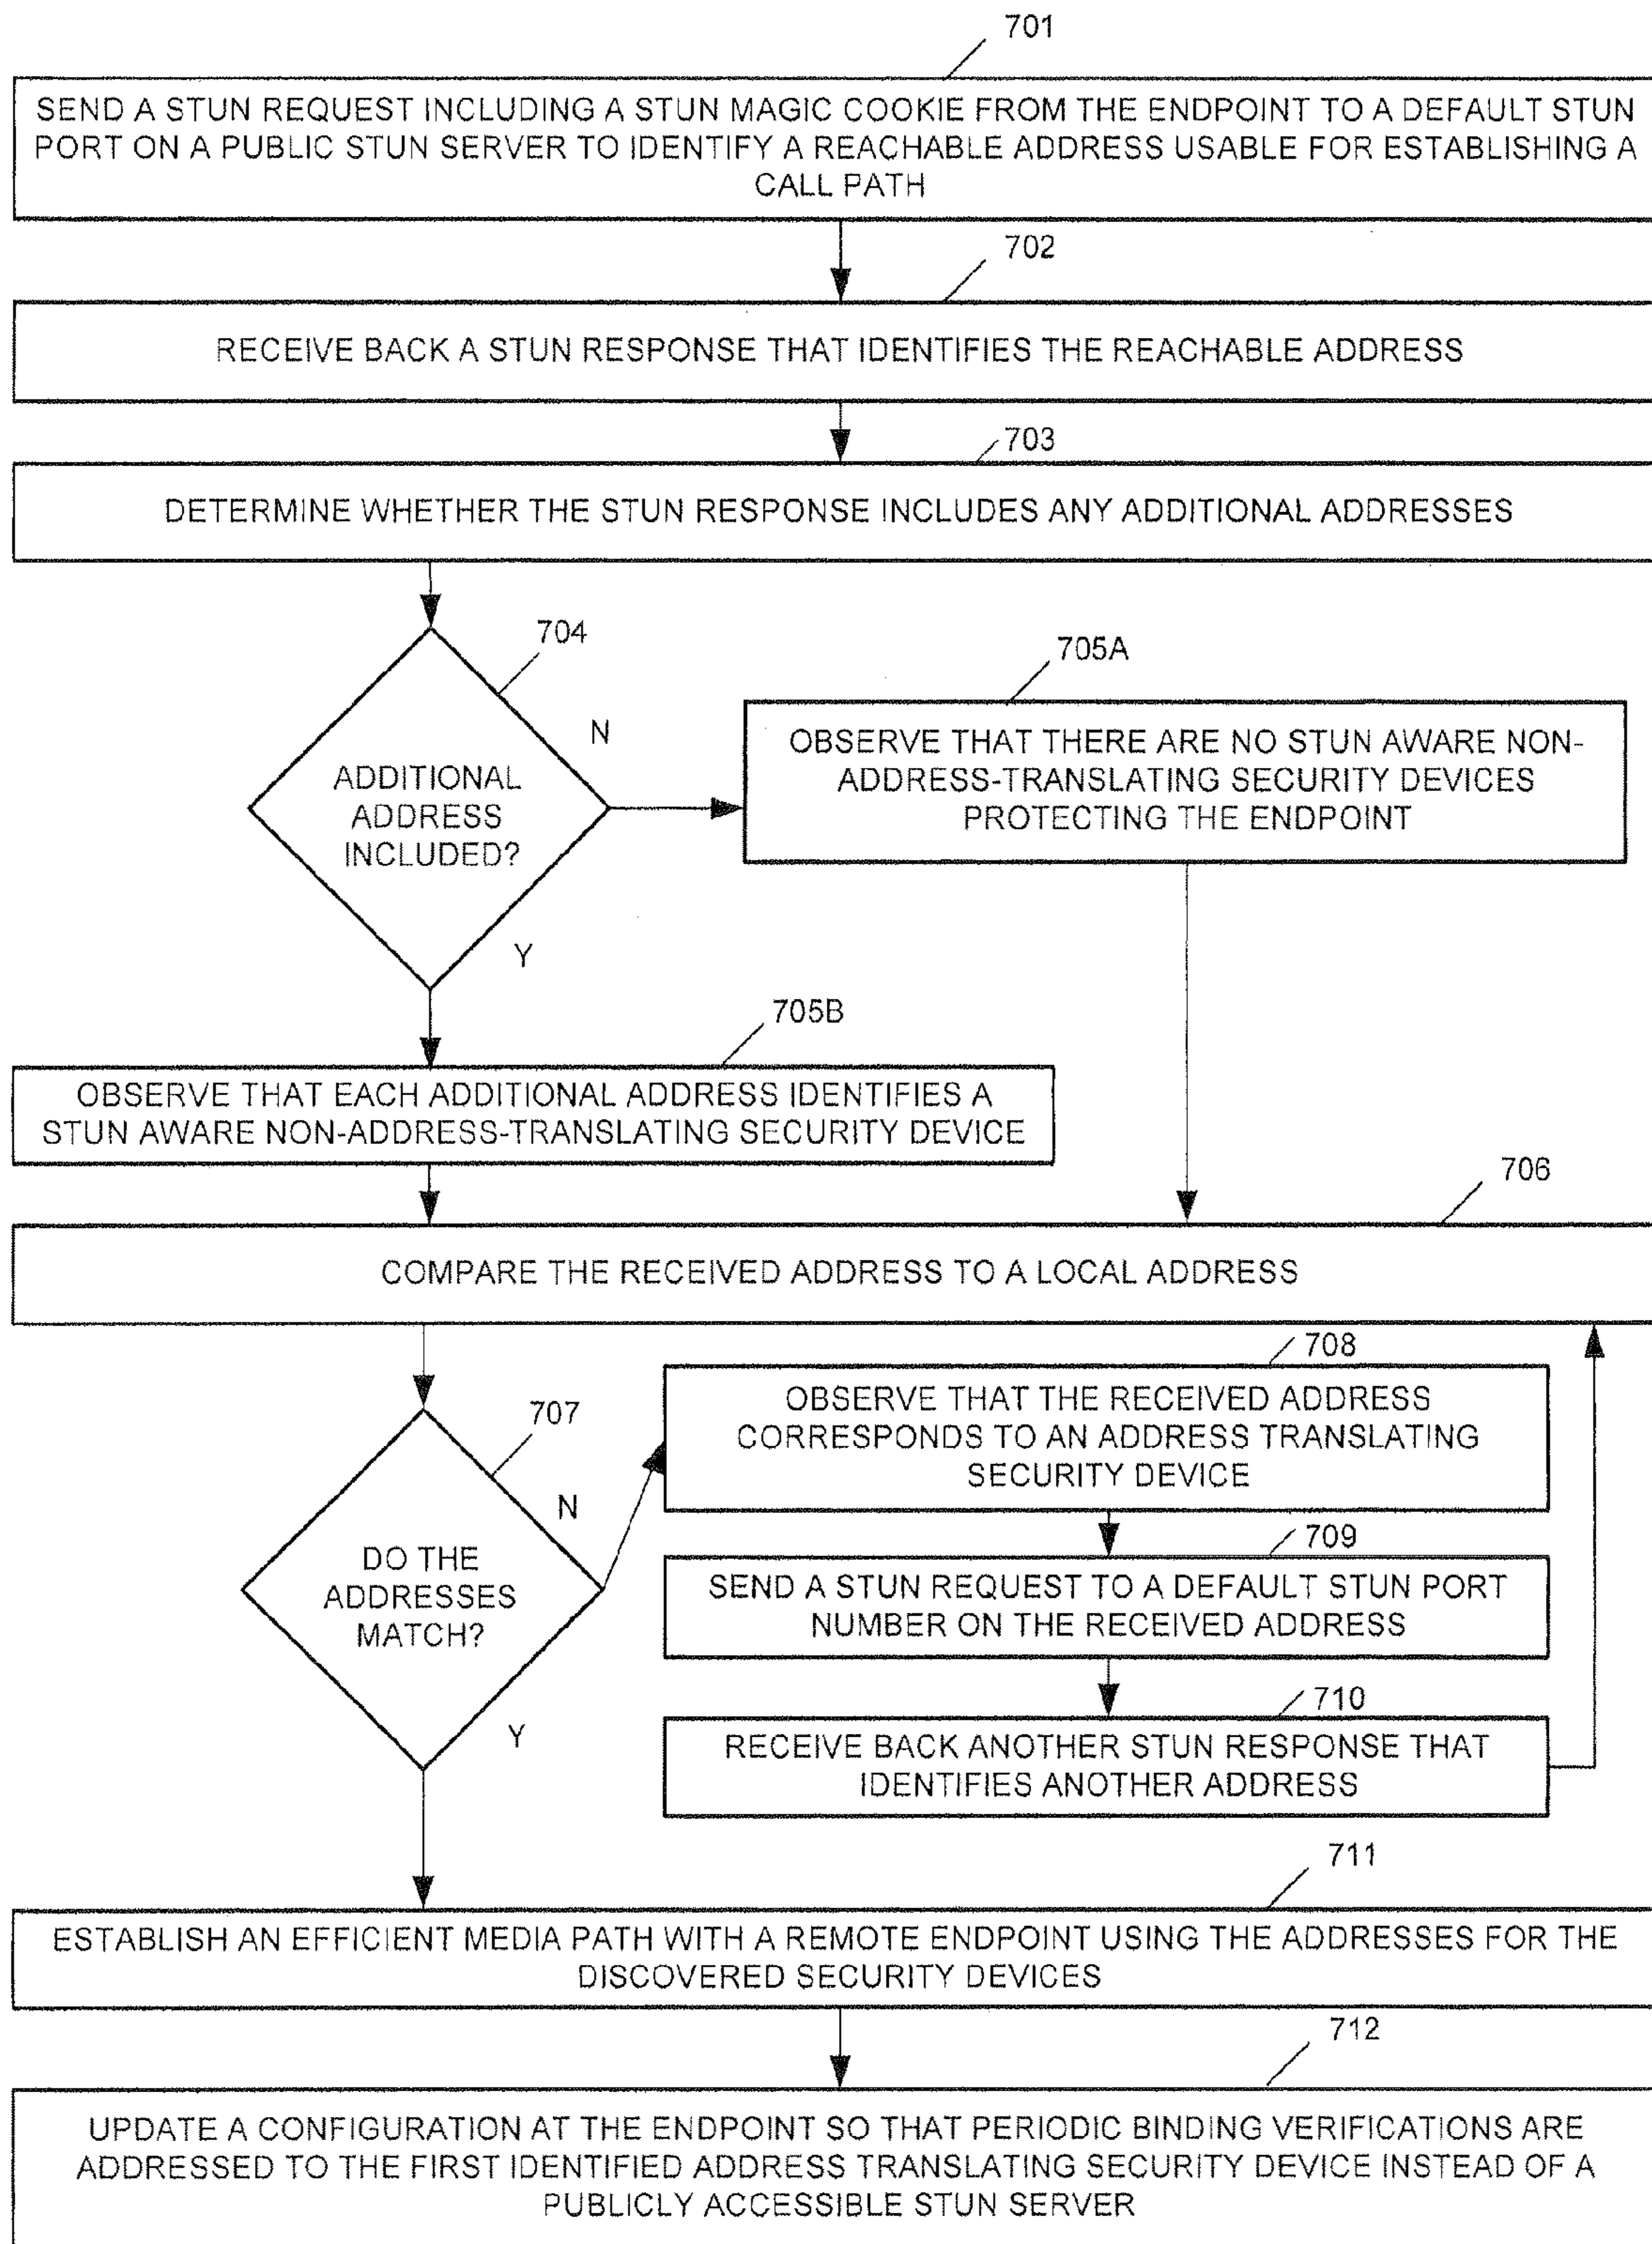 701
SEND A STUN REQUEST INCLUDING A STUN MAGIC COOKIE FROM THE ENDPOINT TO A DEFAULT STUN
PORT ON A PUBLIC STUN SERVER TO IDENTIFY A REACHABLE ADDRESS USABLE FOR ESTABLISHING A
CALL PATH
702
RECEIVE BACK A STUN RESPONSE THAT IDENTIFIES THE REACHABLE ADDRESS
703
DETERMINE WHETHER THE STUN RESPONSE INCLUDES ANY ADDITIONAL ADDRESSES
704
ADDITIONAL
ADDRESS
INCLUDED?
N
Y
705A
OBSERVE THAT THERE ARE NO STUN AWARE NON-
ADDRESS-TRANSLATING SECURITY DEVICES
PROTECTING THE ENDPOINT
705B
OBSERVE THAT EACH ADDITIONAL ADDRESS IDENTIFIES A
STUN AWARE NON-ADDRESS-TRANSLATING SECURITY DEVICE
706
COMPARE THE RECEIVED ADDRESS TO A LOCAL ADDRESS
707
DO THE
ADDRESSES
MATCH?
N
Y
708
OBSERVE THAT THE RECEIVED ADDRESS
CORRESPONDS TO AN ADDRESS TRANSLATING
SECURITY DEVICE
709
SEND A STUN REQUEST TO A DEFAULT STUN PORT
NUMBER ON THE RECEIVED ADDRESS
710
RECEIVE BACK ANOTHER STUN RESPONSE THAT
IDENTIFIES ANOTHER ADDRESS
711
ESTABLISH AN EFFICIENT MEDIA PATH WITH A REMOTE ENDPOINT USING THE ADDRESSES FOR THE
DISCOVERED SECURITY DEVICES
712
UPDATE A CONFIGURATION AT THE ENDPOINT SO THAT PERIODIC BINDING VERIFICATIONS ARE
ADDRESSED TO THE FIRST IDENTIFIED ADDRESS TRANSLATING SECURITY DEVICE INSTEAD OF A
PUBLICLY ACCESSIBLE STUN SERVER